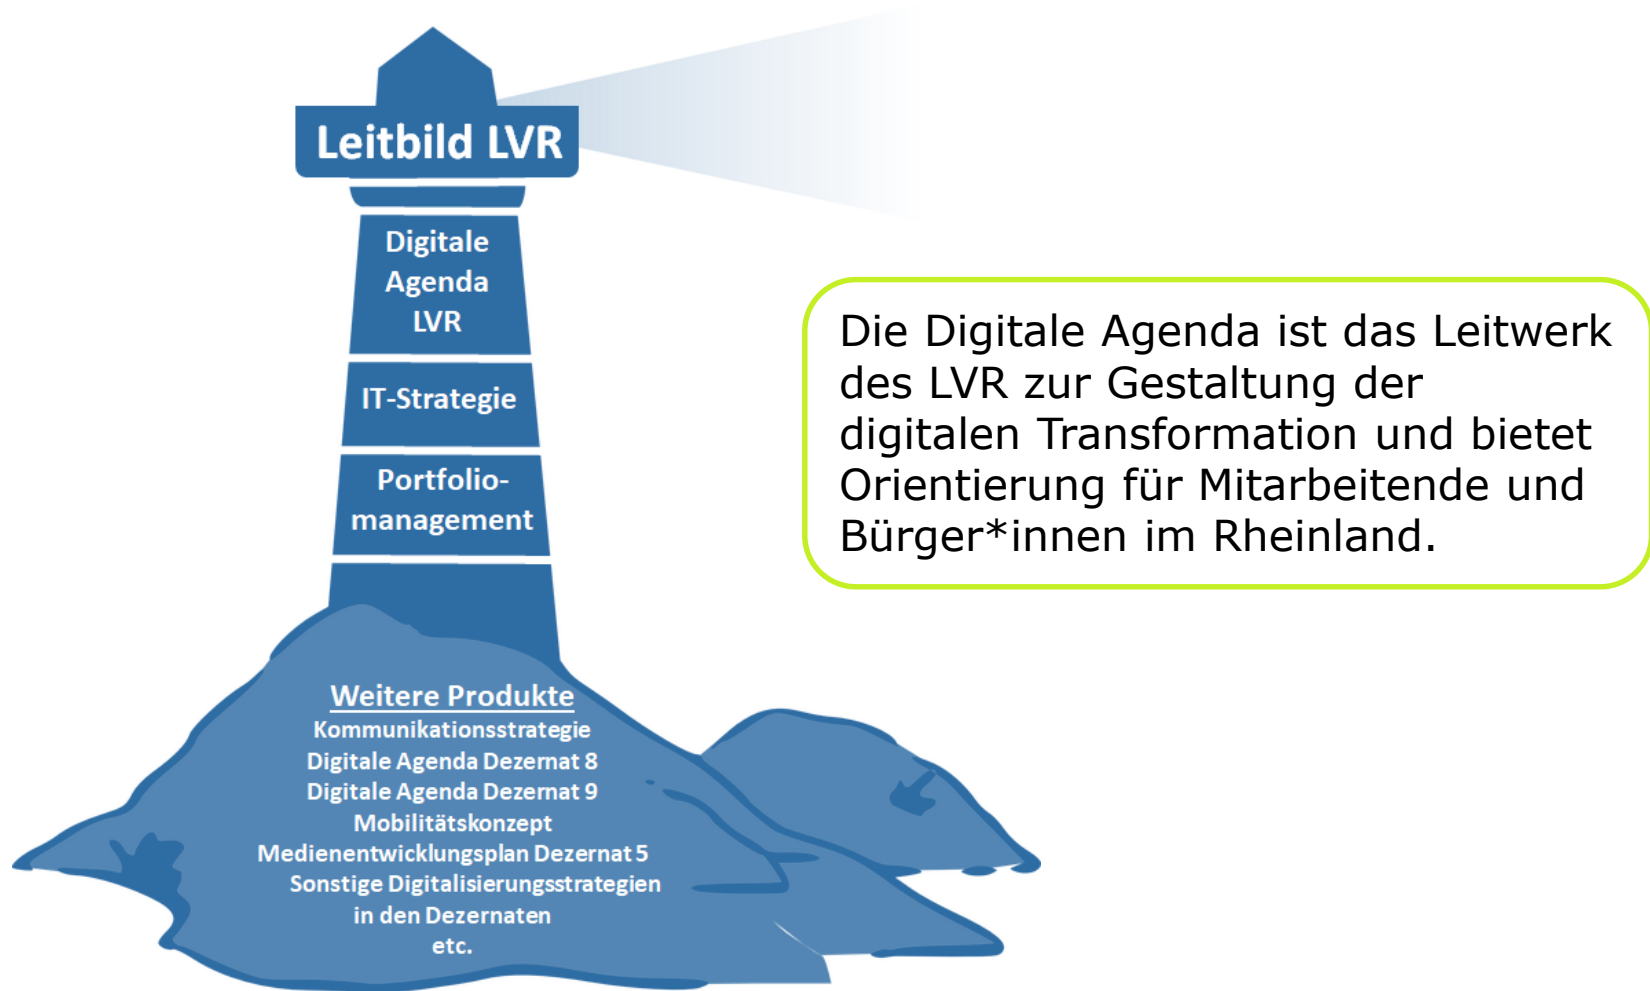 Leitbild LVR
Digitale
Agenda
LVR
IT-Strategie
Portfolio-
management
Weitere Produkte
Kommunikationsstrategie
Digitale Agenda Dezernat 8
Digitale Agenda Dezernat 9
Mobilitätskonzept
Medienentwicklungsplan Dezernat 5
Sonstige Digitalisierungsstrategien
in den Dezernaten
etc.
Die Digitale Agenda ist das Leitwerk
des LVR zur Gestaltung der
digitalen Transformation und bietet
Orientierung für Mitarbeitende und
Bürger*innen im Rheinland.